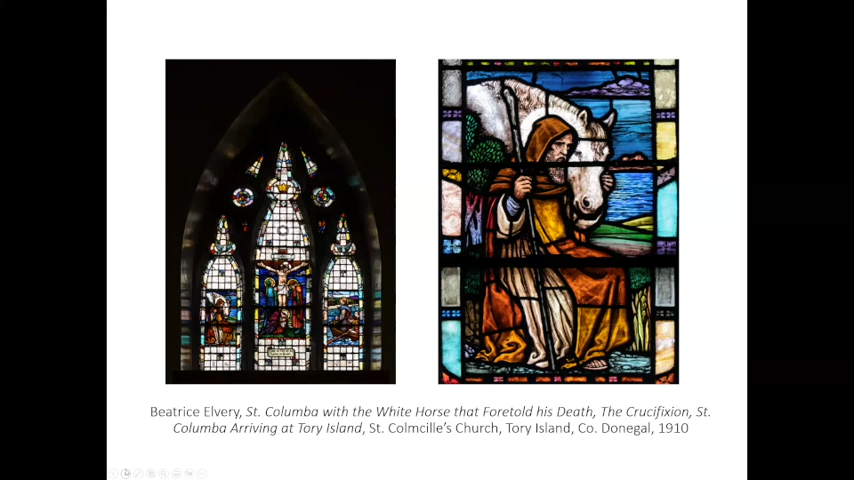 Beatrice Elvery, St. Columba with the White Horse that Foretold his Death, The Crucifixion, St.
Columba Arriving at Tory Island, St. Colmcille’s Church, Tory Island, Co. Donegal, 1910